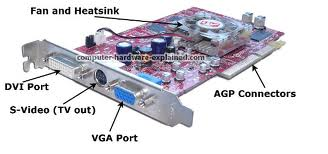 Fan and Heatsink
computer-hardware-explained.com
DVI Port
S-Video (TV out)
AGP Connectors
VGA Port